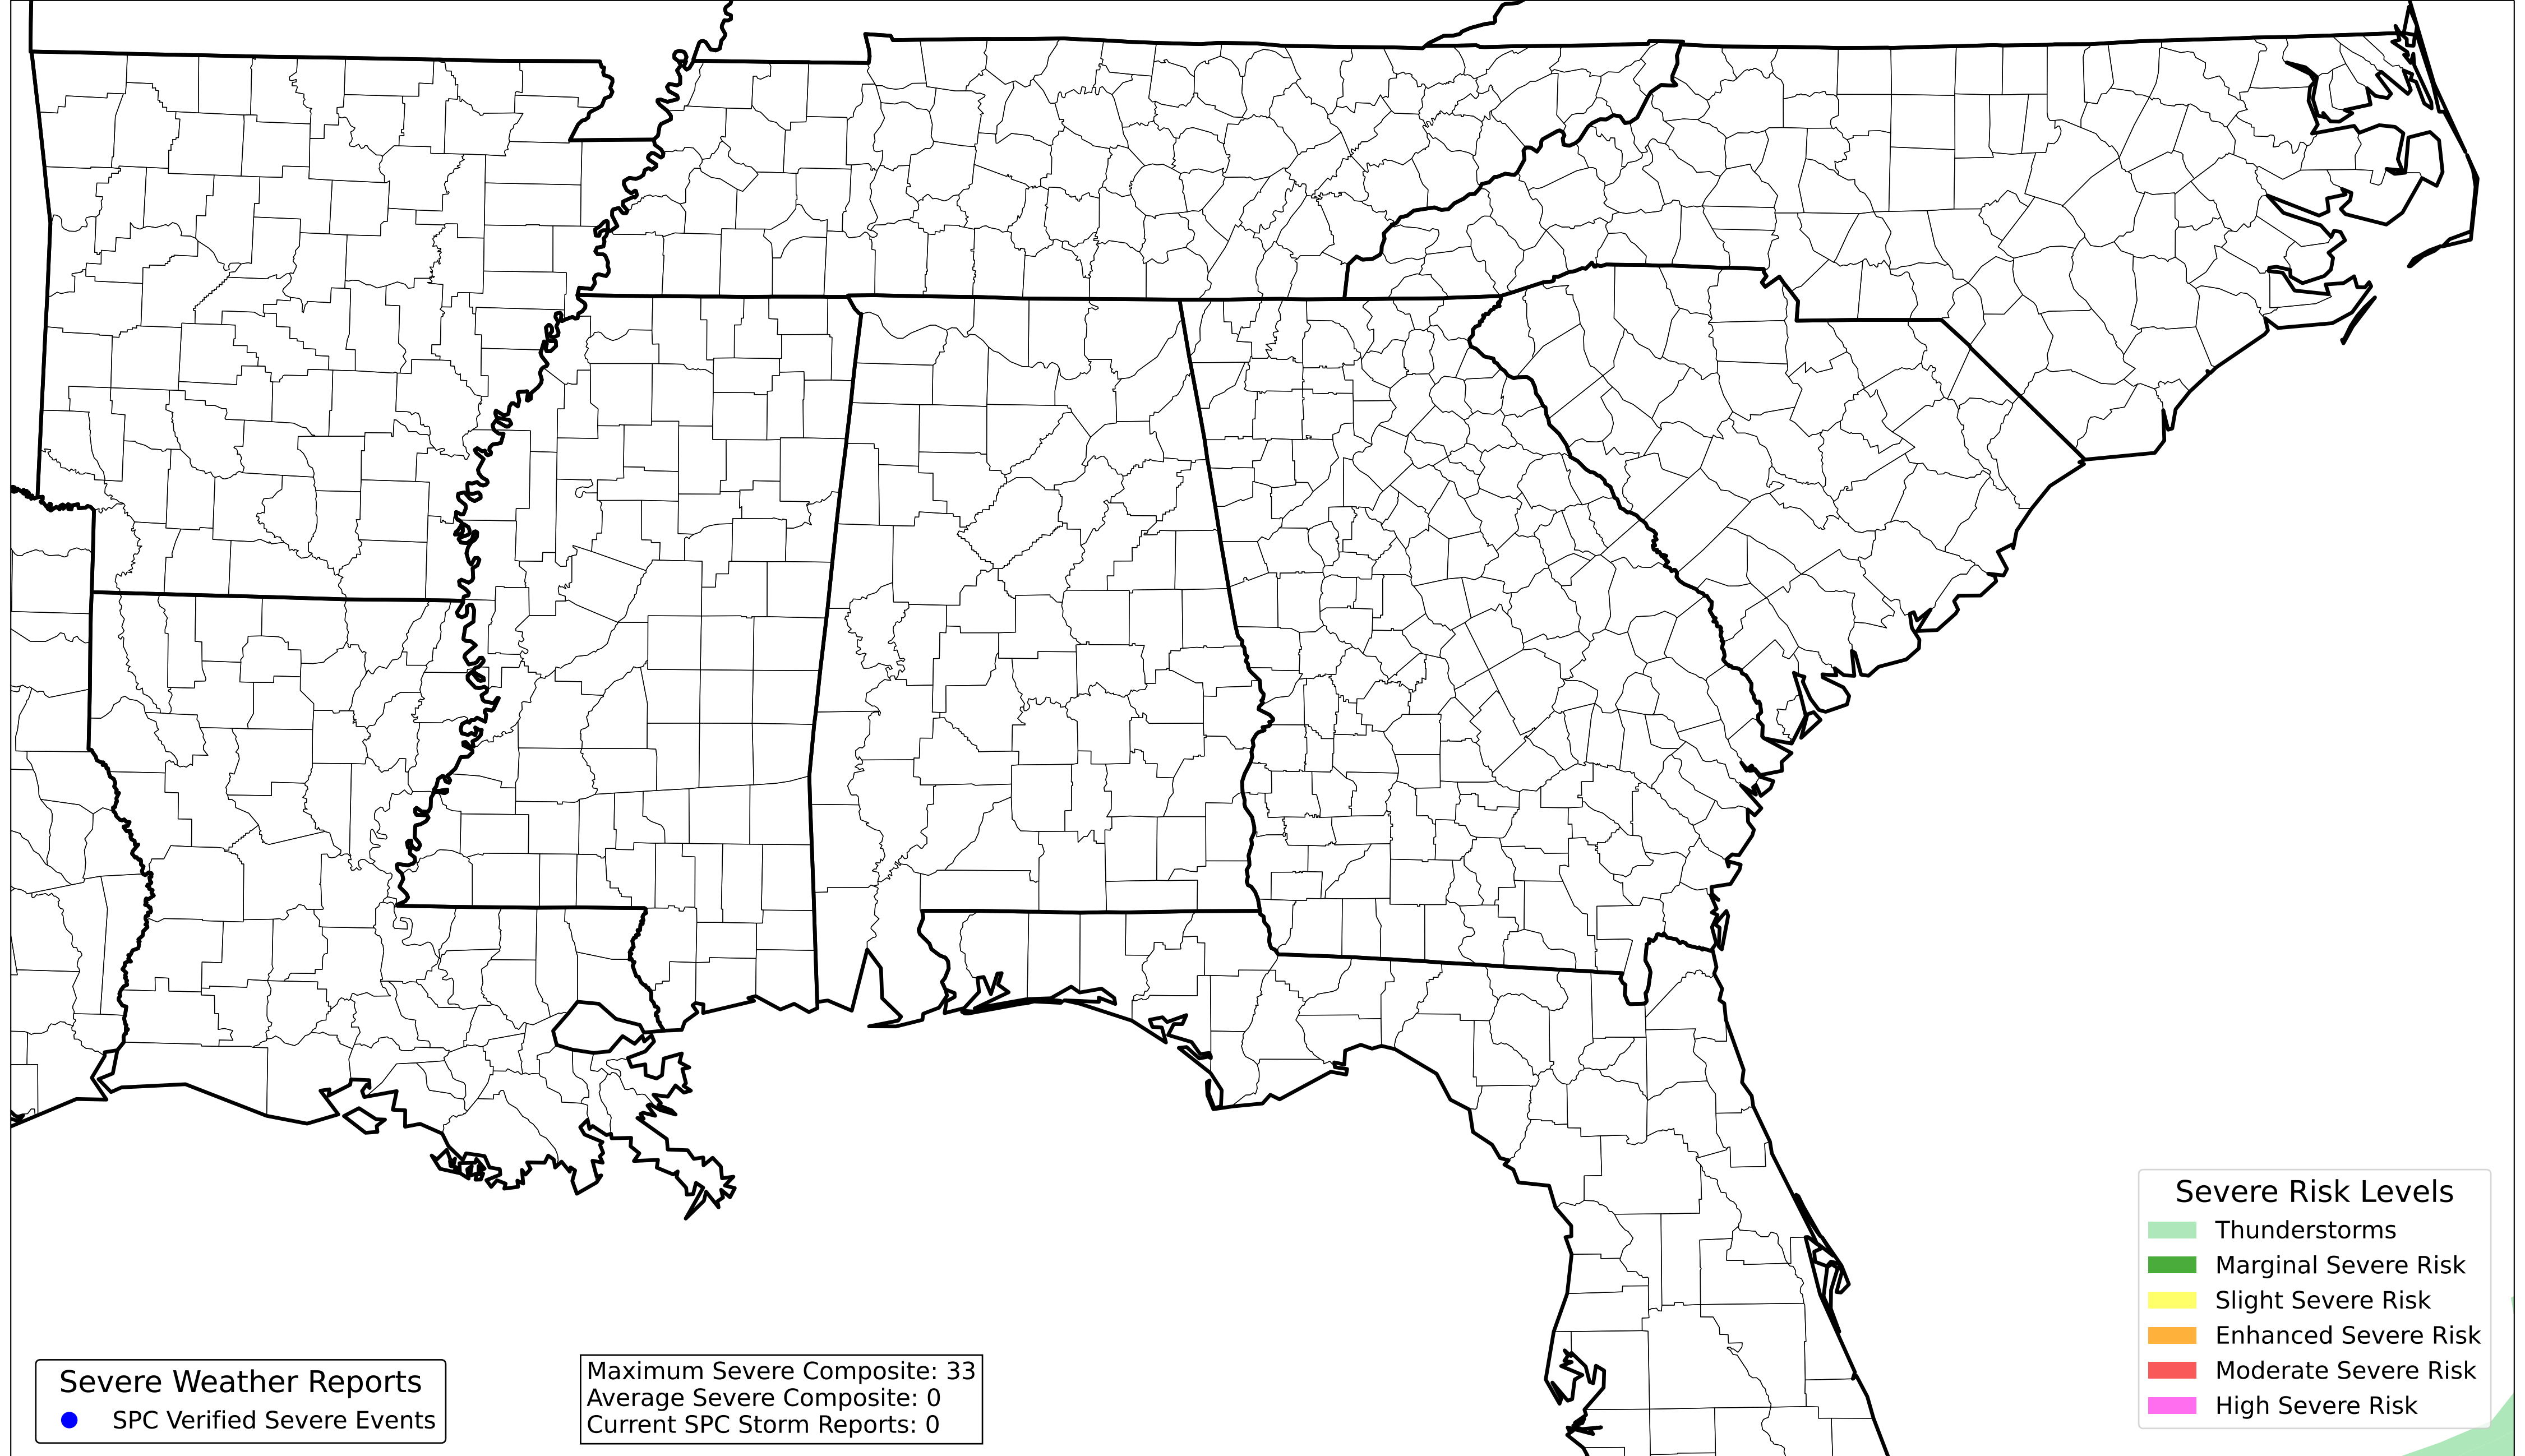 Severe Weather Reports
SPC Verified Severe Events
Maximum Severe Composite: 33
Average Severe Composite: 0
Current SPC Storm Reports: 0
Severe Risk Levels
Thunderstorms
Marginal Severe Risk
Slight Severe Risk
Enhanced Severe Risk
Moderate Severe Risk
High Severe Risk